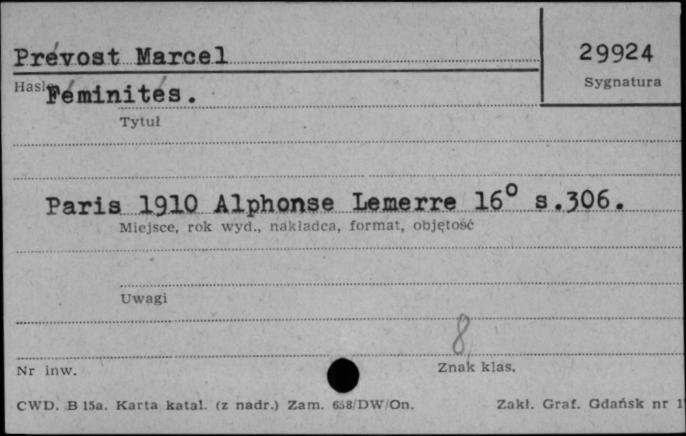 Prévost Marcel
29924
Sygnatura
Hasło
Féminités.
Tytuł
Paris 1910 Alphonse Lemerre 16° s.306.
Miejsce, rok wyd., nakładca, format, objętość
Uwagi
8
Nr inw.
Znak klas.
CWD. B 15a. Karta katal. (z nadr.) Zam. 658/DW/On.
Zakł. Graf. Gdańsk nr